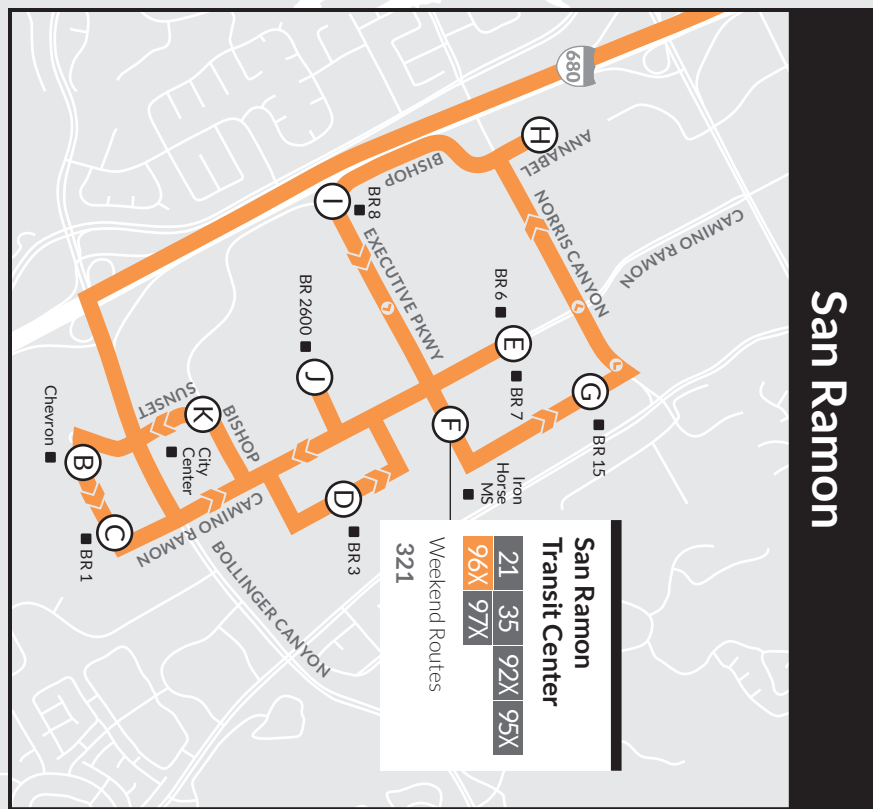 San Ramon
680
H
ANNABEL
BISHOP
I
BR 8
EXECUTIVE PKWY
NORRIS CANYON
CAMINO RAMON
BR 6
E
BR 7
BR 2600
J
F
G
BR 15
Iron
Horse
MS
SUNSET
K
BISHOP
City
Center
Chevron
B
C
BR 1
CAMINO RAMON
D
BR 3
BOLLINGER CANYON
San Ramon
Transit Center
21 35 92X 95X
96X 97X
Weekend Routes
321